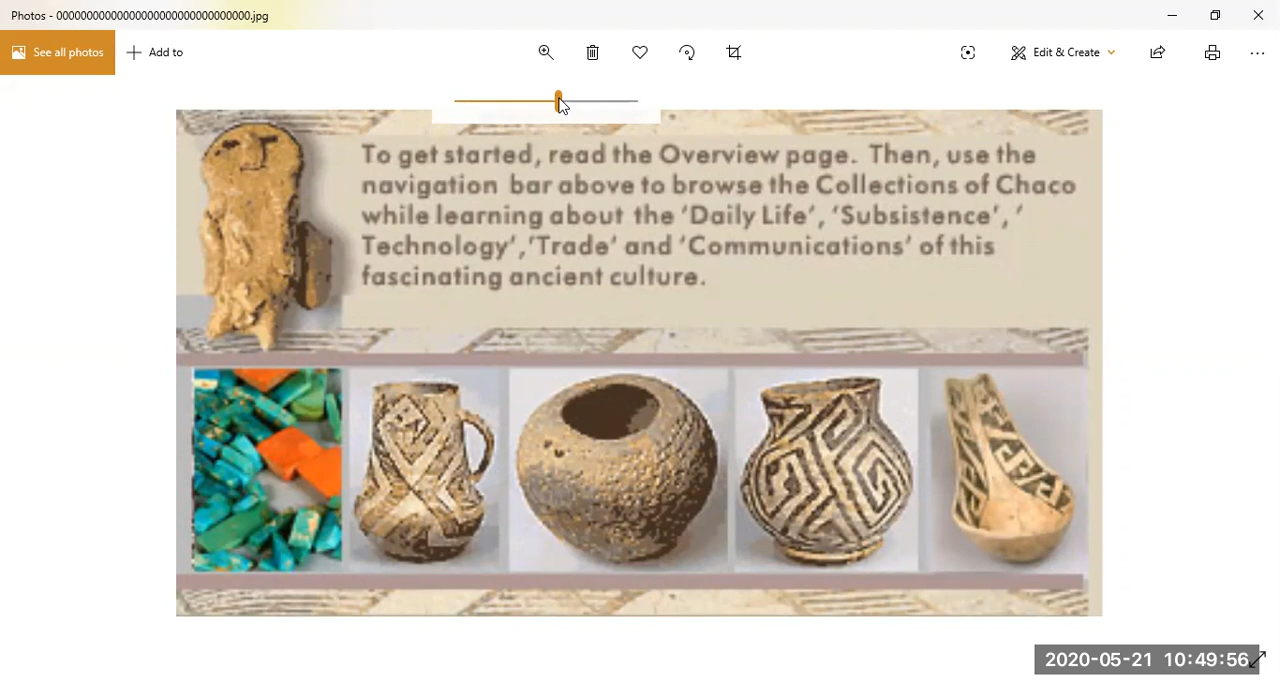 Photos - 00000000000000000000000000000000.jpg
See all photos
Add to
Edit & Create
To get started, read the Overview page. Then, use the
navigation bar above to browse the Collections of Chaco
while learning about the ‘Daily Life’, ‘Subsistence’, ‘
Technology’, ‘Trade’ and ‘Communications’ of this
fascinating ancient culture.
2020-05-21 10:49:56